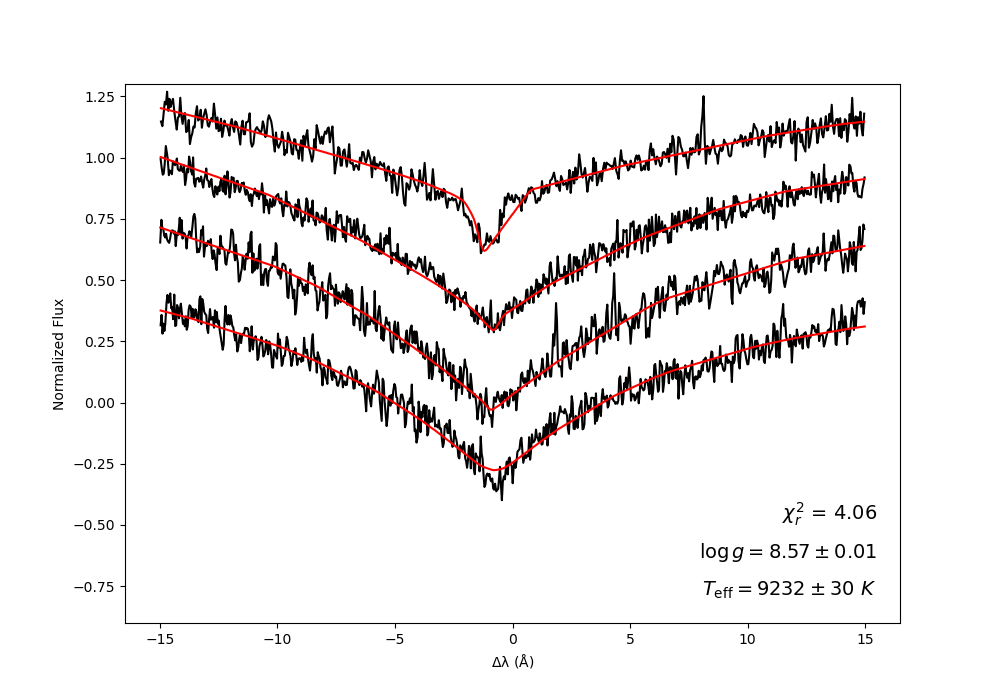 1.25
1.00
0.75
0.50
0.25
0.00
−0.25
−0.50
−0.75
Normalized Flux
χ²ᵣ = 4.06
log g = 8.57 ± 0.01
T_eff = 9232 ± 30 K
−15 −10 −5 0 5 10 15
Δλ (Å)